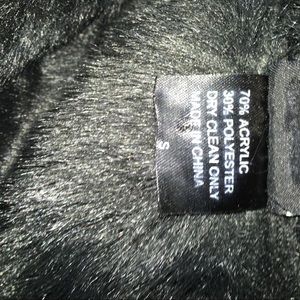 70% ACRYLIC
30% POLYESTER
DRY CLEAN ONLY
MADE IN CHINA
S